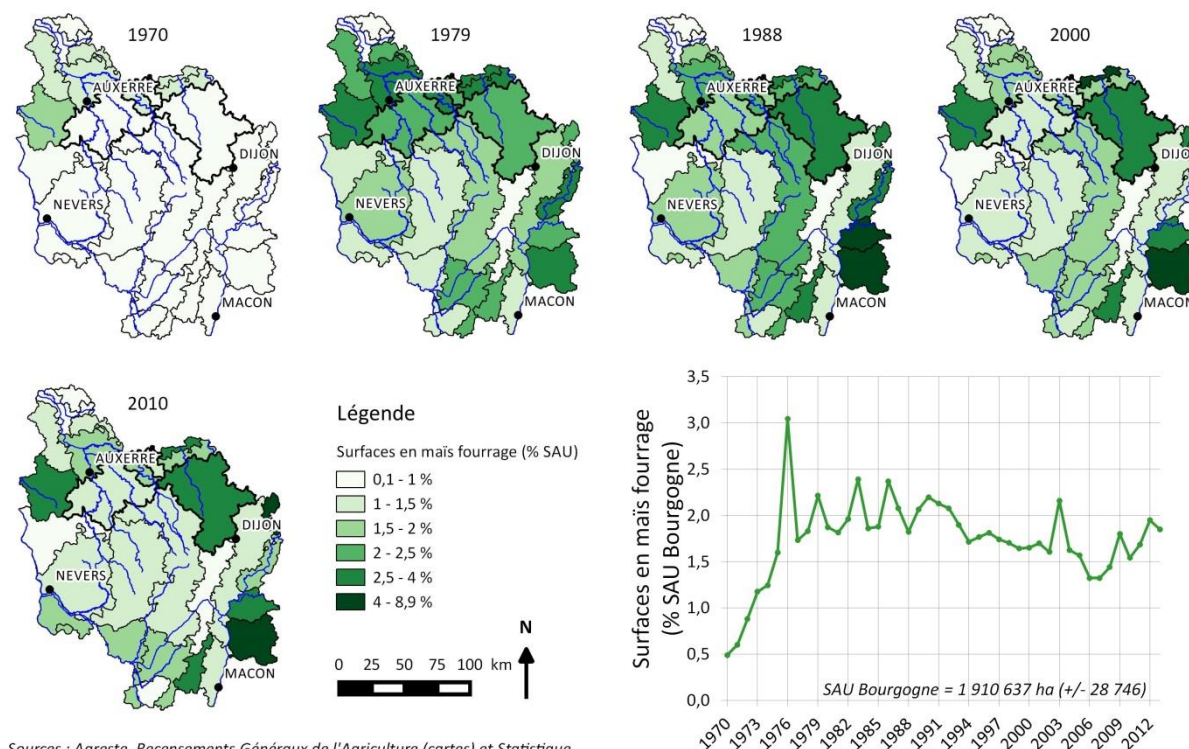 1970
AUXERRE
DIJON
NEVERS
MACON
1979
AUXERRE
DIJON
NEVERS
MACON
1988
AUXERRE
DIJON
NEVERS
MACON
2000
AUXERRE
DIJON
NEVERS
MACON
2010
AUXERRE
DIJON
NEVERS
MACON
Légende
Surfaces en maïs fourrage (% SAU)
0,1 - 1 %
1 - 1,5 %
1,5 - 2 %
2 - 2,5 %
2,5 - 4 %
4 - 8,9 %
N
0 25 50 75 100 km
Surfaces en maïs fourrage
(% SAU Bourgogne)
3,5
3,0
2,5
2,0
1,5
1,0
0,5
0,0
SAU Bourgogne = 1 910 637 ha (+/- 28 746)
1970 1973 1976 1979 1982 1985 1988 1991 1994 1997 2000 2003 2006 2009 2012
Sources : Agreste, Recensements Généraux de l'Agriculture (cartes) et Statistique